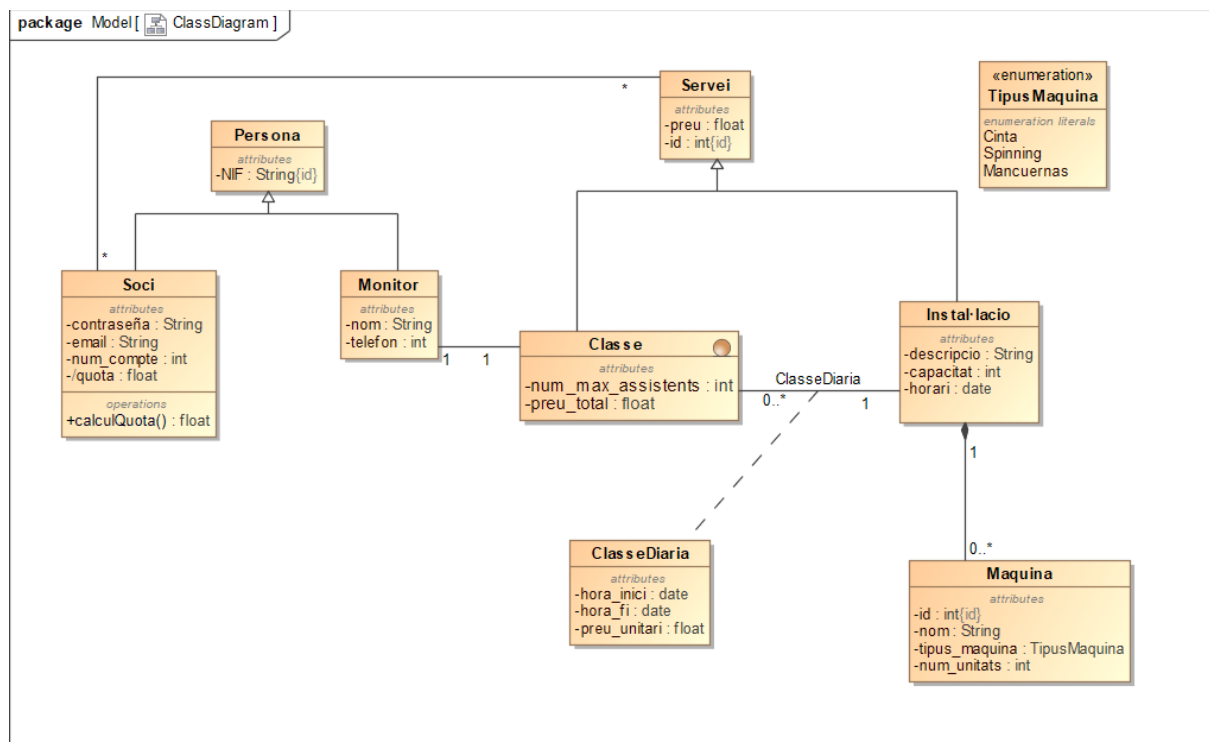 package Model [ ClassDiagram ]
Servei
attributes
-preu : float
-id : int{id}
*
«enumeration»
TipusMaquina
enumeration literals
Cinta
Spinning
Mancuernas
Persona
attributes
-NIF : String{id}
*
Soci
attributes
-contraseña : String
-email : String
-num_compte : int
-/quota : float
operations
+calculQuota() : float
Monitor
attributes
-nom : String
-telefon : int
1
1
Classe
attributes
-num_max_assistents : int
-preu_total : float
ClasseDiaria
0..*
1
Instal·lacio
attributes
-descripcio : String
-capacitat : int
-horari : date
1
0..*
ClasseDiaria
attributes
-hora_inici : date
-hora_fi : date
-preu_unitari : float
Maquina
attributes
-id : int{id}
-nom : String
-tipus_maquina : TipusMaquina
-num_unitats : int